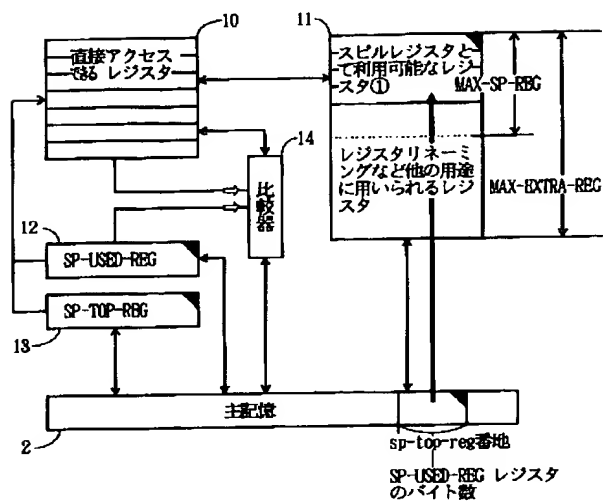 10
直接アクセス
できる レジスタ
11
スピルレジスタとし
て利用可能なレジ
スタ①
MAX-SP-REG
レジスタリネーミ
ングなど他の用途
に用いられるレジ
スタ
MAX-EXTRA-REG
14
比較器
12
SP-USED-REG
SP-TOP-REG
13
主記憶
2
sp-top-reg番地
SP-USED-REG レジスタ
のバイト数